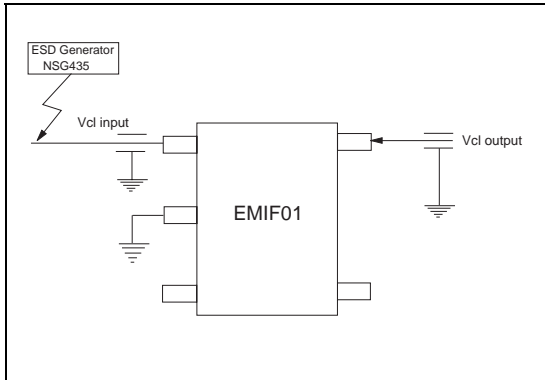 ESD Generator
NSG435
Vcl input
Vcl output
EMIF01